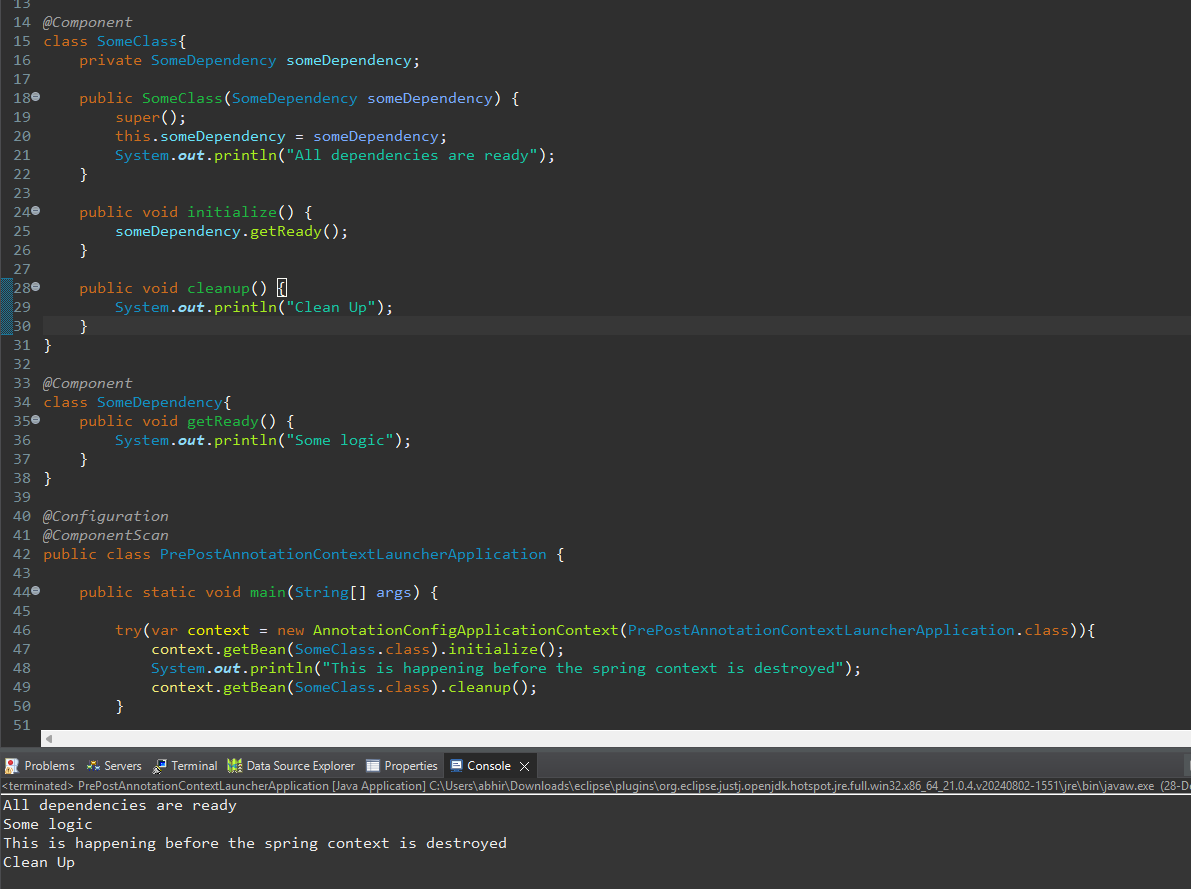 13
14 @Component
15 class SomeClass{
16     private SomeDependency someDependency;
17
18     public SomeClass(SomeDependency someDependency) {
19         super();
20         this.someDependency = someDependency;
21         System.out.println("All dependencies are ready");
22     }
23
24     public void initialize() {
25         someDependency.getReady();
26     }
27
28     public void cleanup() {
29         System.out.println("Clean Up");
30     }
31 }
32
33 @Component
34 class SomeDependency{
35     public void getReady() {
36         System.out.println("Some logic");
37     }
38 }
39
40 @Configuration
41 @ComponentScan
42 public class PrePostAnnotationContextLauncherApplication {
43
44     public static void main(String[] args) {
45
46         try(var context = new AnnotationConfigApplicationContext(PrePostAnnotationContextLauncherApplication.class)){
47             context.getBean(SomeClass.class).initialize();
48             System.out.println("This is happening before the spring context is destroyed");
49             context.getBean(SomeClass.class).cleanup();
50         }
51
Problems Servers Terminal Data Source Explorer Properties Console
<terminated> PrePostAnnotationContextLauncherApplication [Java Application] C:\Users\abhir\Downloads\eclipse\plugins\org.eclipse.justj.openjdk.hotspot.jre.full.win32.x86_64_21.0.4.v20240802-1551\jre\bin\javaw.exe (28-D
All dependencies are ready
Some logic
This is happening before the spring context is destroyed
Clean Up